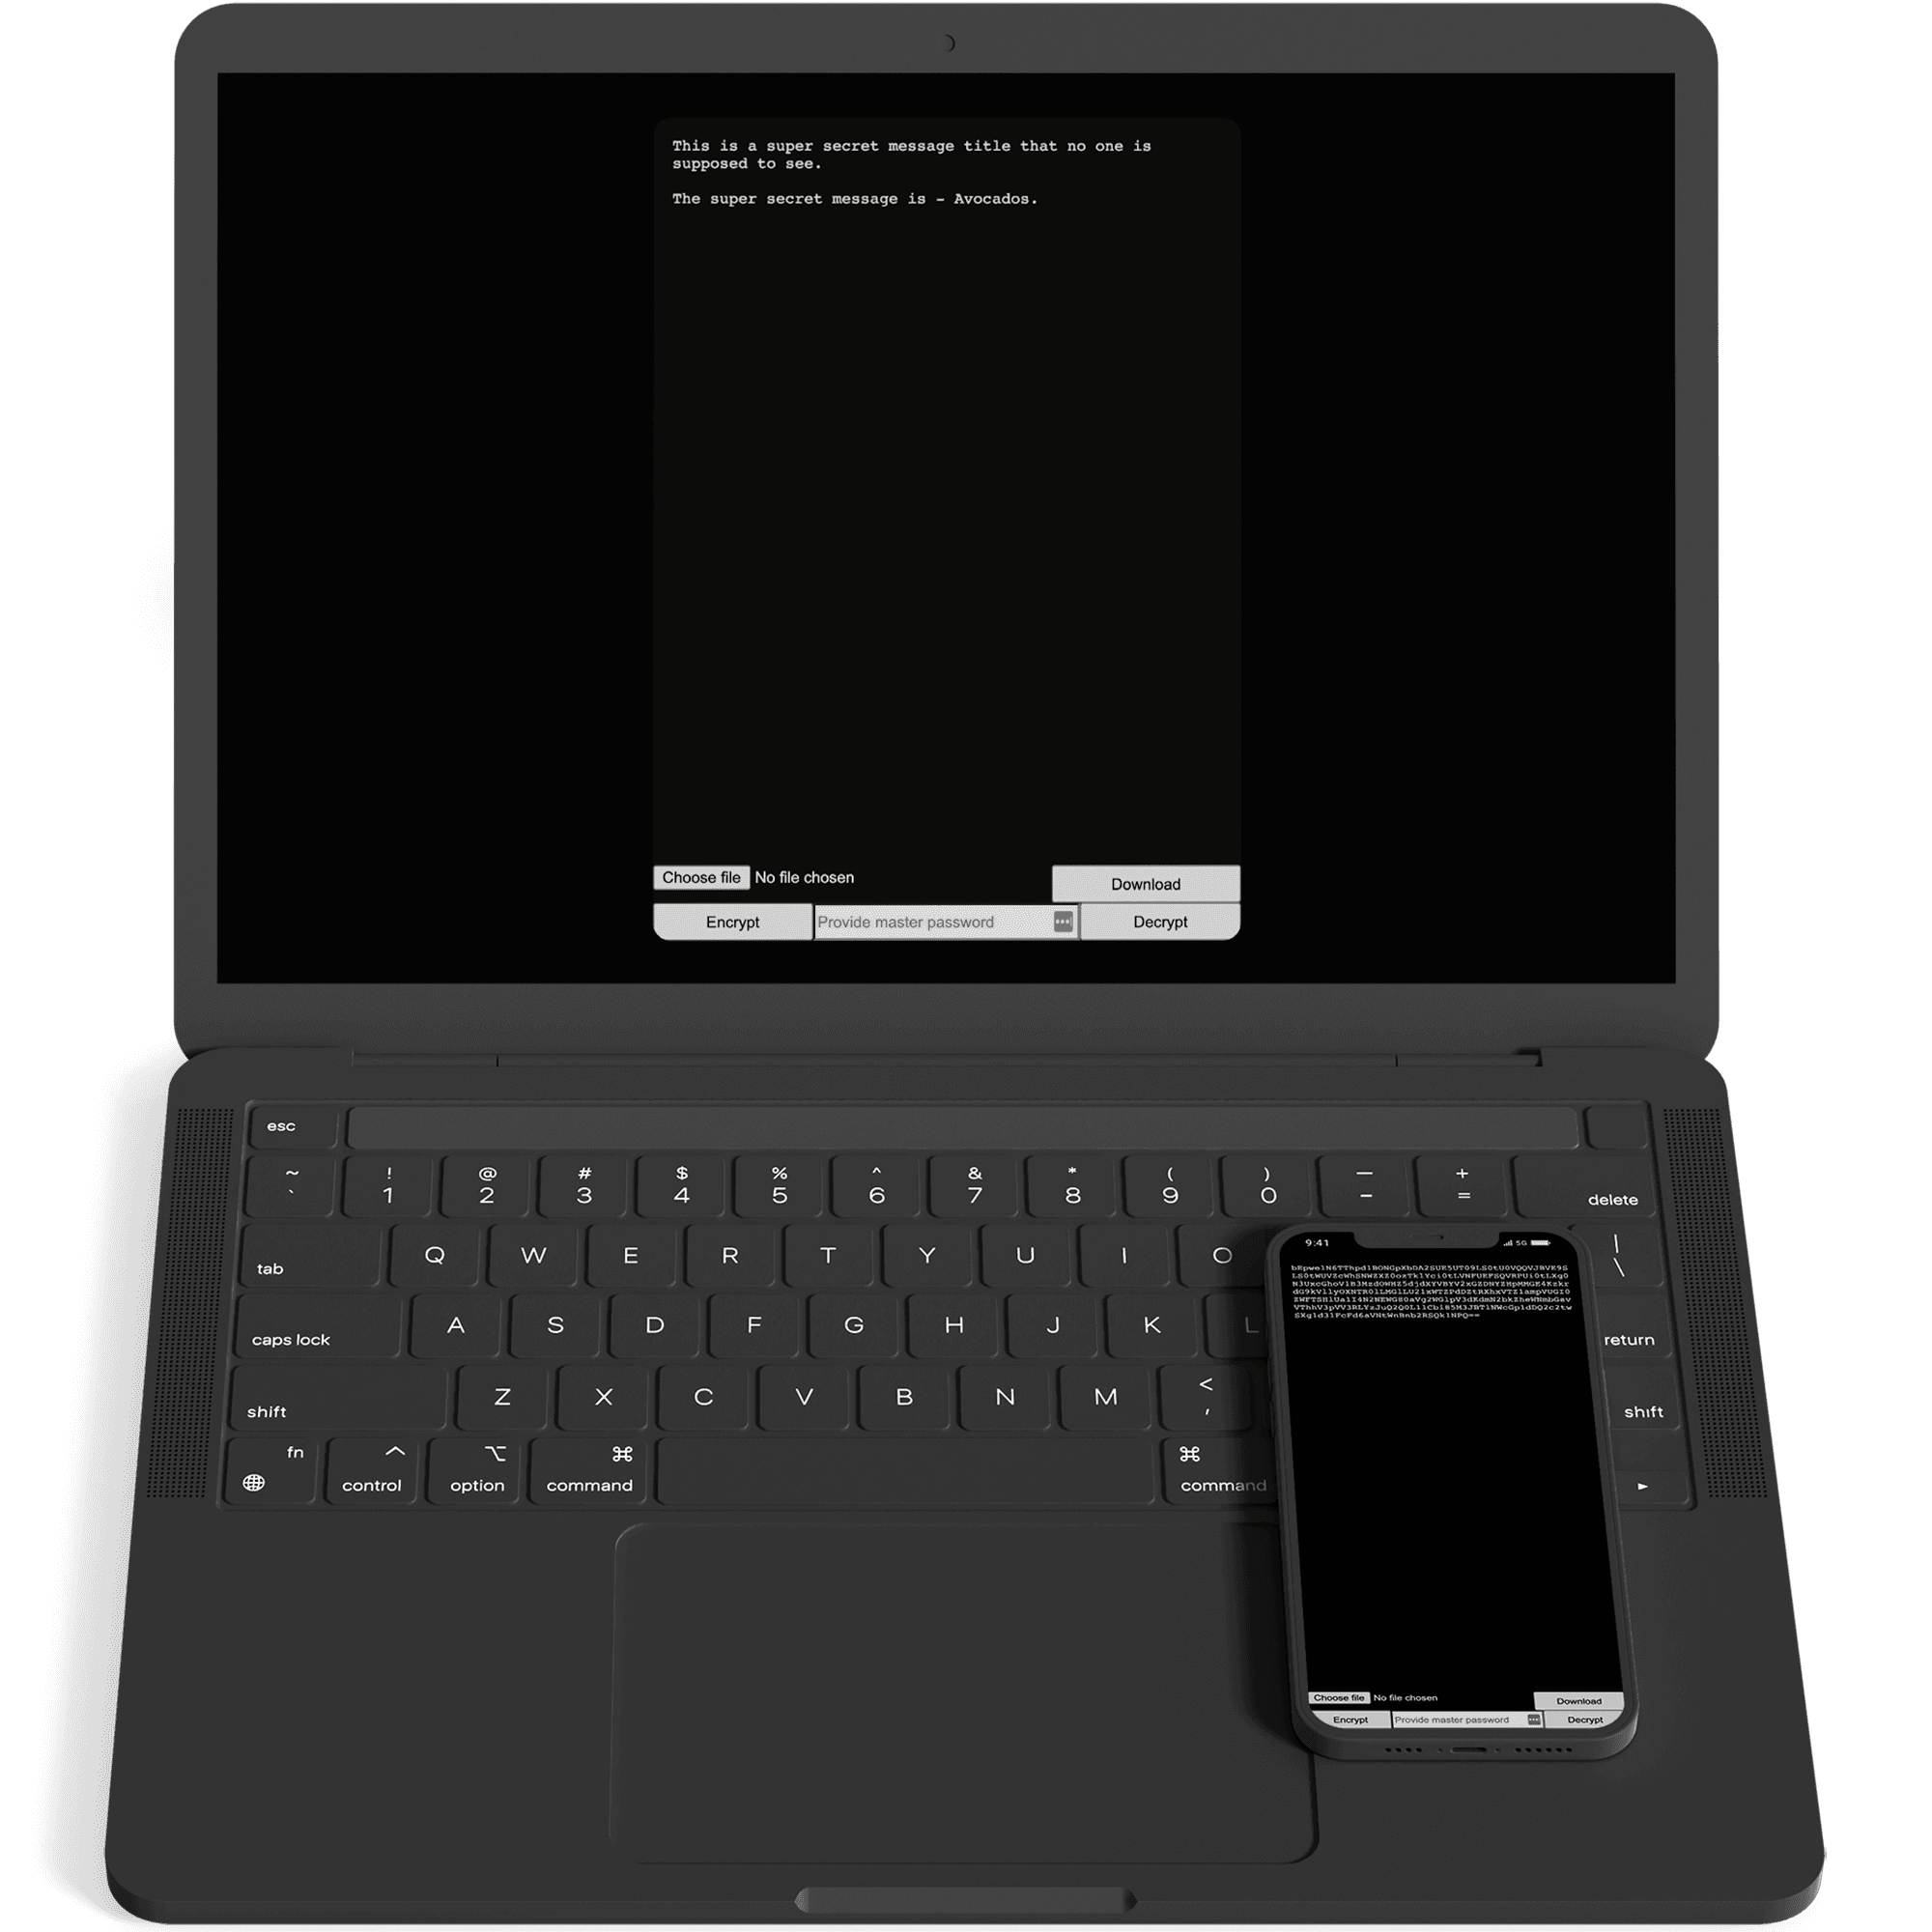 This is a super secret message title that no one is
supposed to see.
The super secret message is - Avocados.
Choose file No file chosen
Download
Encrypt Provide master password Decrypt
esc
~ ! @ # $ % ^ & * ( ) — +
` 1 2 3 4 5 6 7 8 9 0 - = delete
tab Q W E R T Y U I O | \
caps lock A S D F G H J K L return
shift Z X C V B N M < , shift
fn ^ ⌥ ⌘ ⌘
control option command command ►
9:41 5G
Choose file No file chosen
Download
Encrypt Provide master password Decrypt